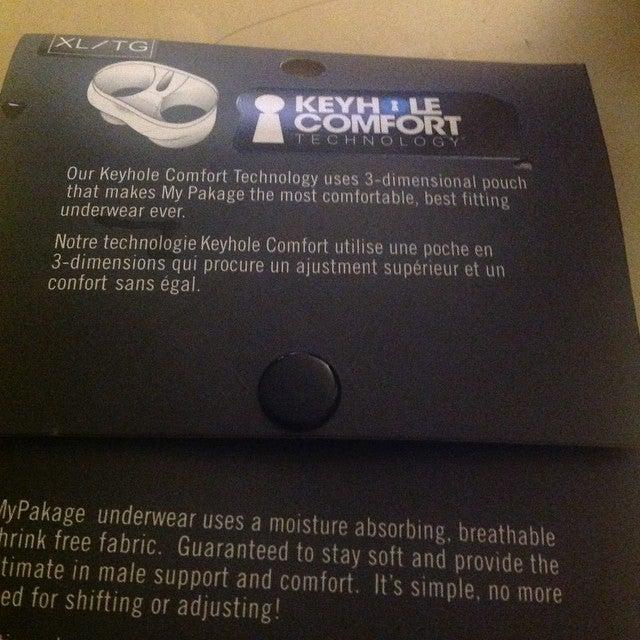 XL/TG
KEYHOLE
COMFORT
TECHNOLOGY
Our Keyhole Comfort Technology uses 3-dimensional pouch
that makes My Pakage the most comfortable, best fitting
underwear ever.
Notre technologie Keyhole Comfort utilise une poche en
3-dimensions qui procure un ajustment supérieur et un
confort sans égal.
MyPakage underwear uses a moisture absorbing, breathable
hrink free fabric. Guaranteed to stay soft and provide the
timate in male support and comfort. It's simple, no more
ed for shifting or adjusting!